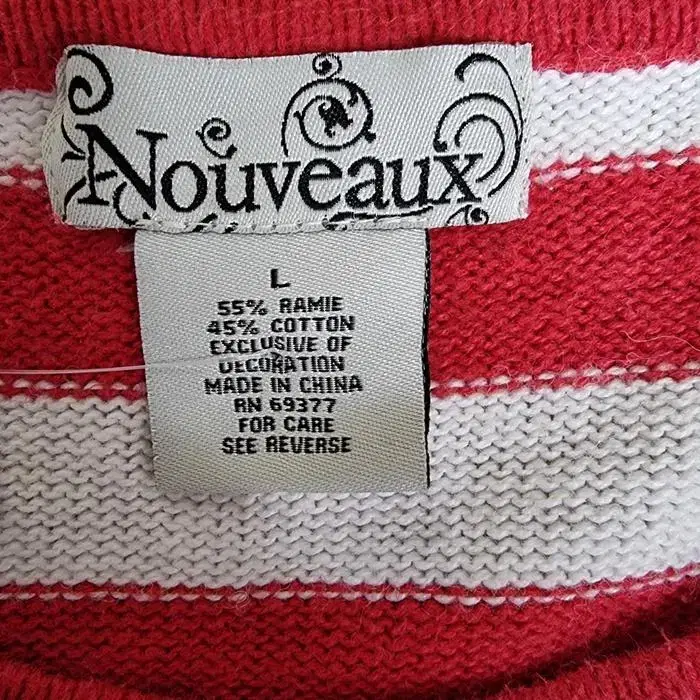 Nouveaux
L
55% RAMIE
45% COTTON
EXCLUSIVE OF
DECORATION
MADE IN CHINA
RN 69377
FOR CARE
SEE REVERSE